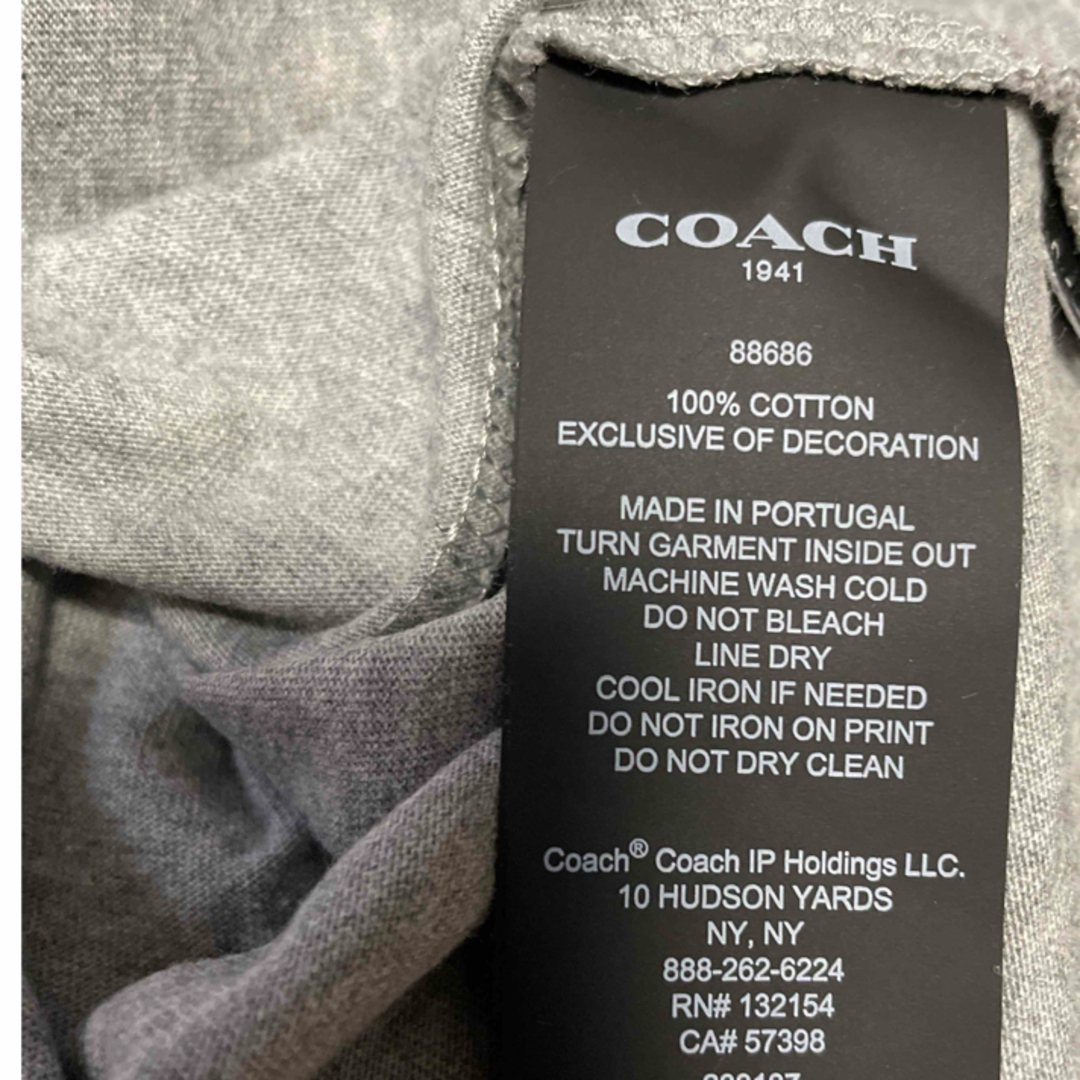 COACH
1941
88686
100% COTTON
EXCLUSIVE OF DECORATION
MADE IN PORTUGAL
TURN GARMENT INSIDE OUT
MACHINE WASH COLD
DO NOT BLEACH
LINE DRY
COOL IRON IF NEEDED
DO NOT IRON ON PRINT
DO NOT DRY CLEAN
Coach® Coach IP Holdings LLC.
10 HUDSON YARDS
NY, NY
888-262-6224
RN# 132154
CA# 57398